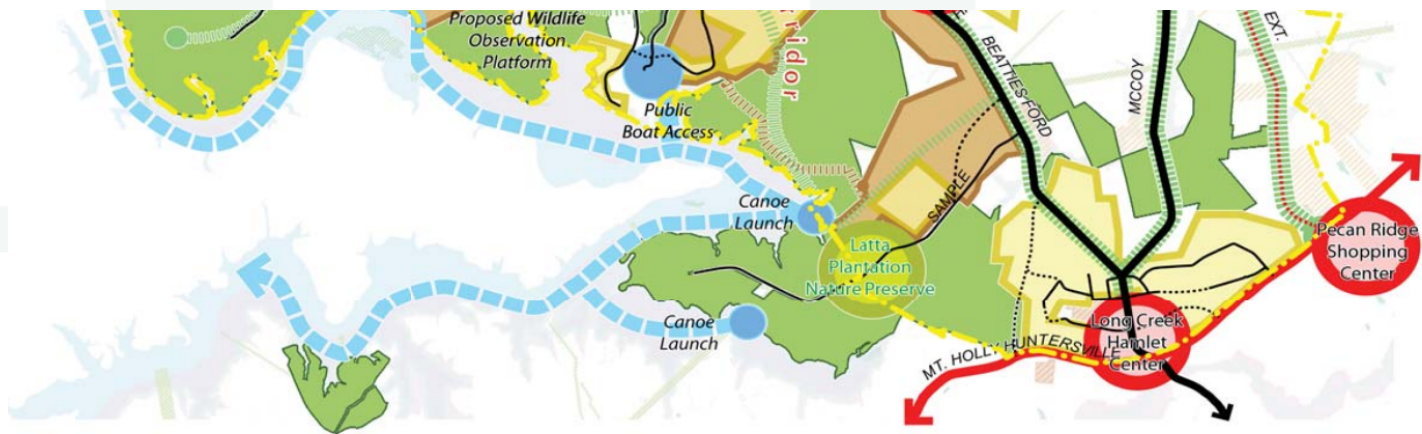 Proposed Wildlife
Observation
Platform
Public
Boat Access
ridor
BEATTIES FORD
MCCOY
EXT.
Canoe
Launch
SAMPLE
Latta
Plantation
Nature Preserve
Pecan Ridge
Shopping
Center
Canoe
Launch
Long Creek
Hamlet
Center
MT. HOLLY HUNTERSVILLE